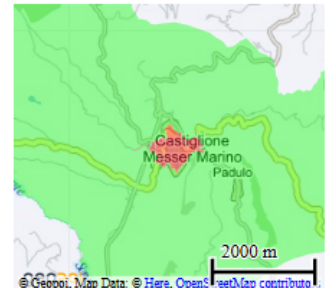 Castiglione
Messer Marino
Padulo
2000 m
© Geopoi, Map Data: © Here, OpenStreetMap contributo